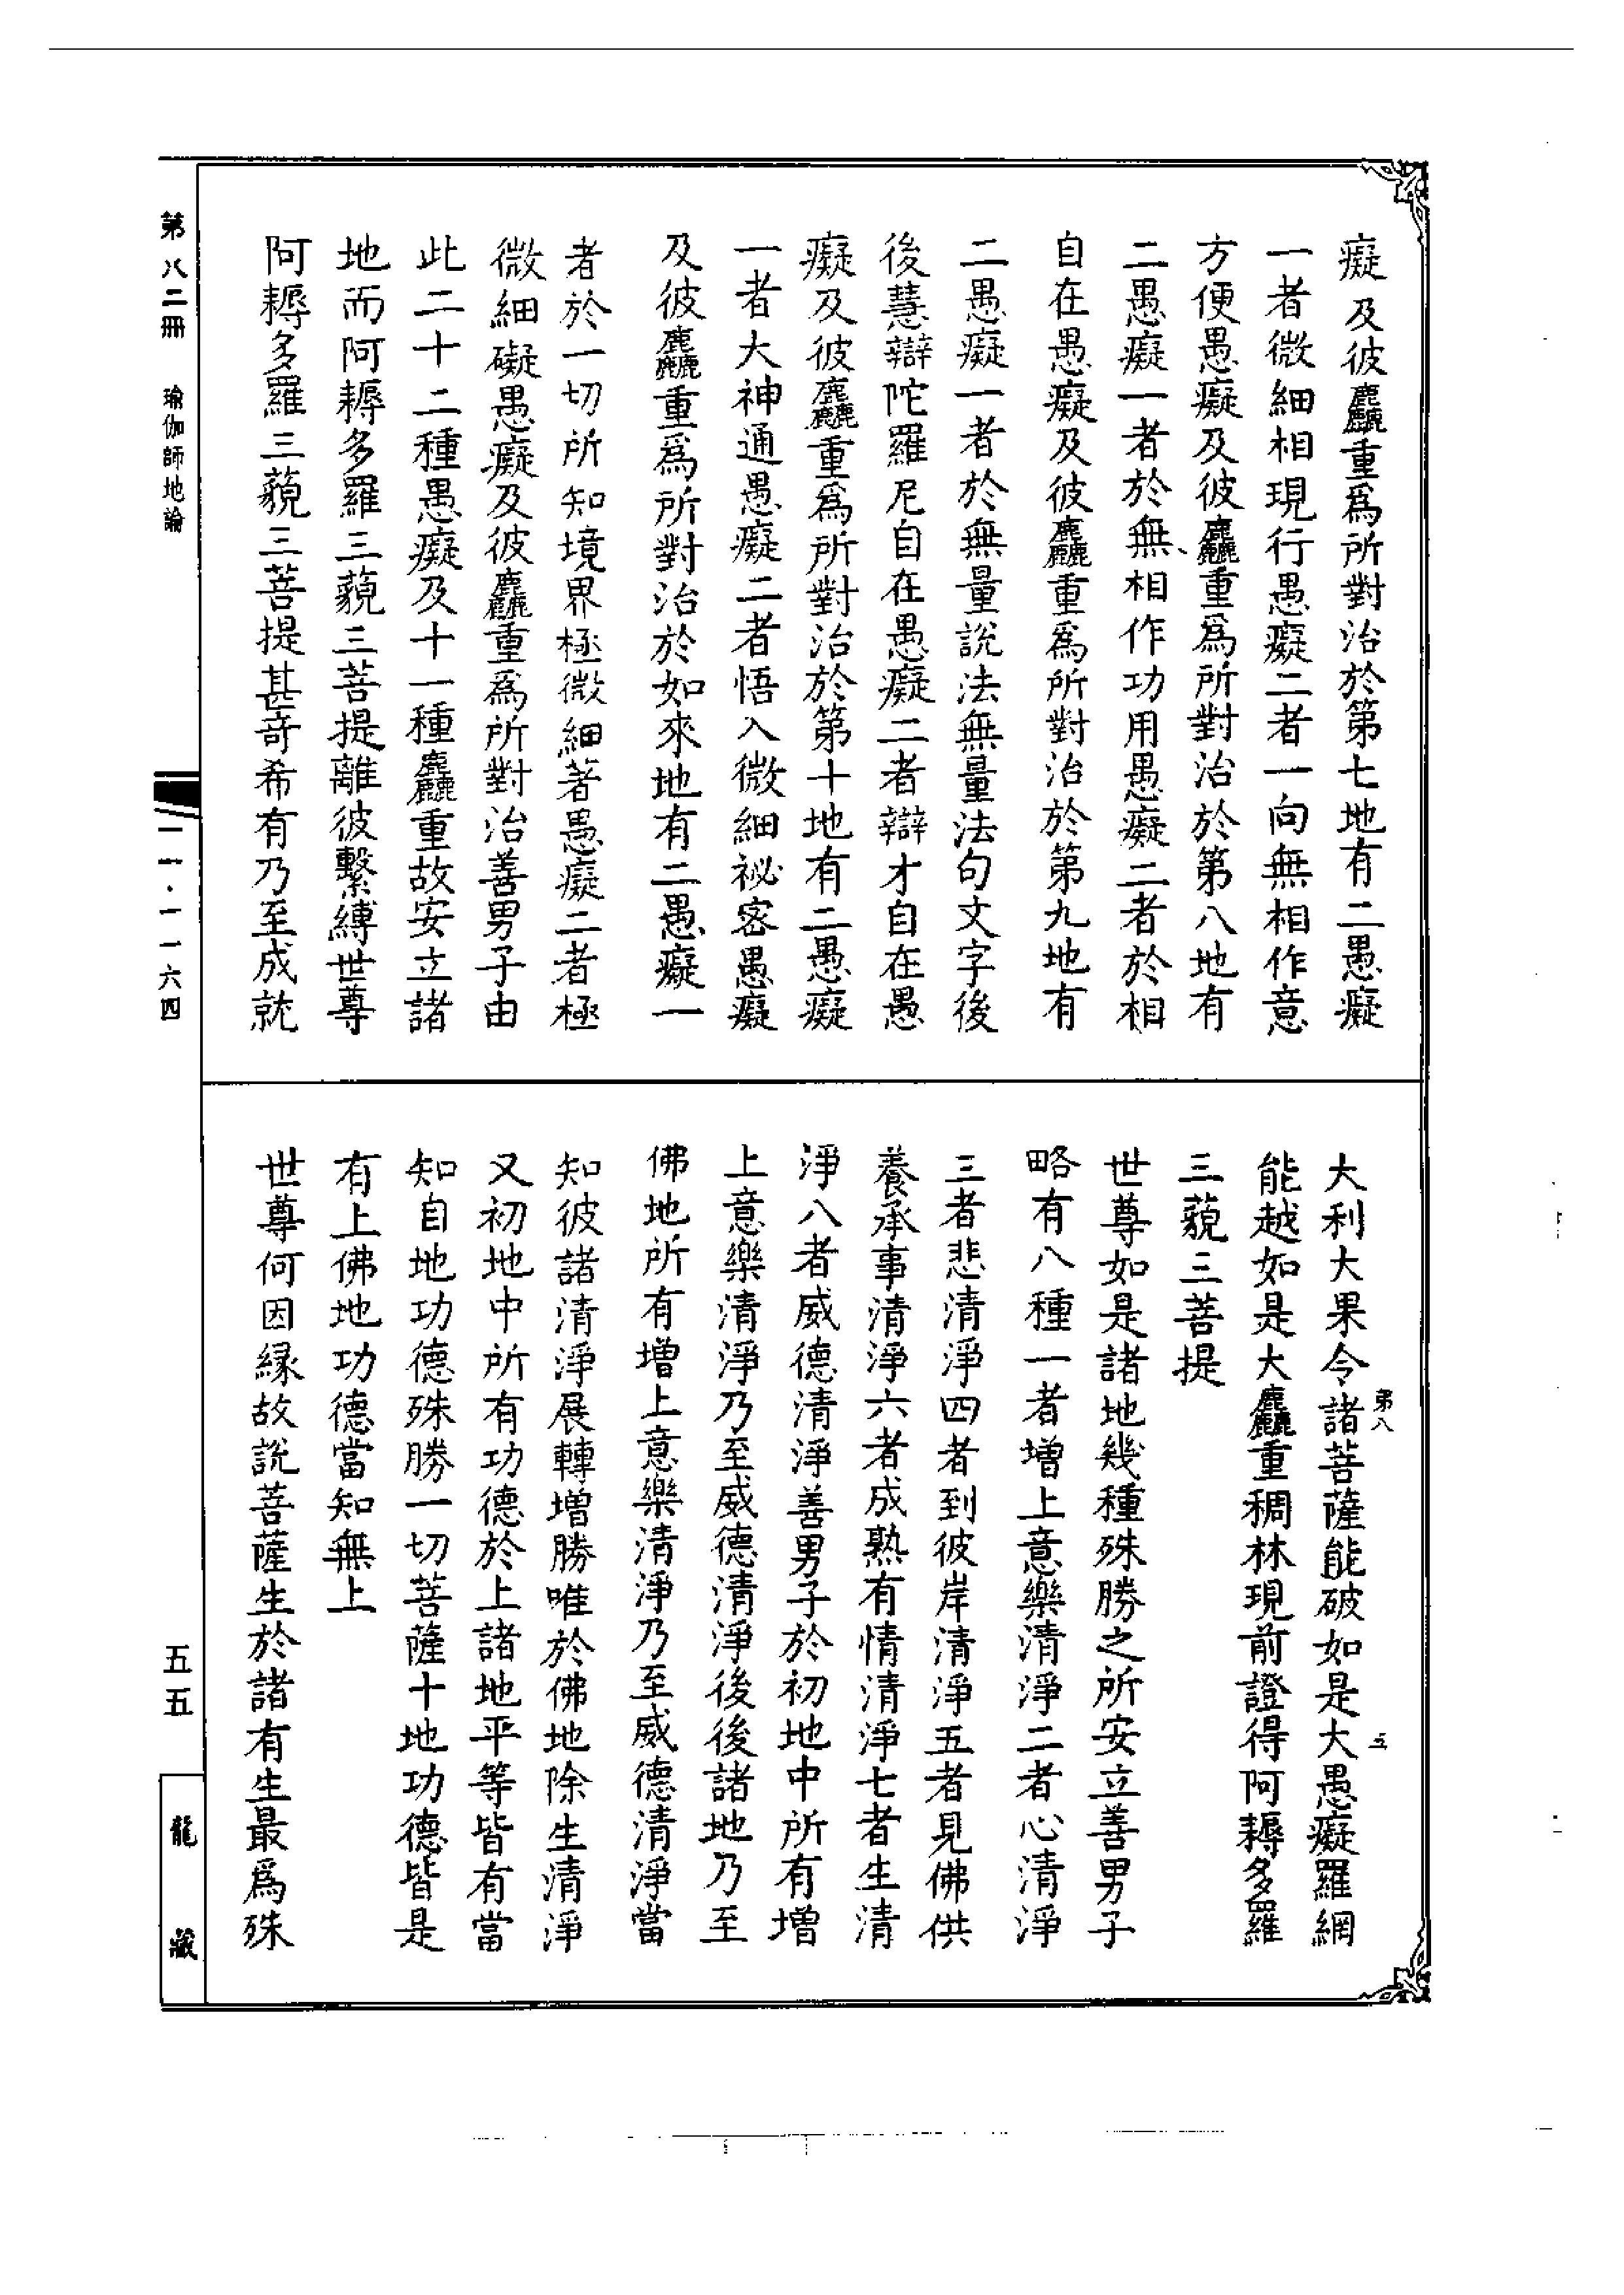 癡及彼麤重爲所對治於第七地有二愚癡
一者微細相現行愚癡二者一向無相作意
方便愚癡及彼麤重爲所對治於第八地有
二愚癡一者於無相作功用愚癡二者於相
自在愚癡及彼麤重爲所對治於第九地有
二愚癡一者於無量說法無量法句文字後
後慧辯陀羅尼自在愚癡二者辯才自在愚
癡及彼麤重爲所對治於第十地有二愚癡
一者大神通愚癡二者悟入微細祕密愚癡
及彼麤重爲所對治於如來地有二愚癡一
者於一切所知境界極微細著愚癡二者極
微細礙愚癡及彼麤重爲所對治善男子由
此二十二種愚癡及十一種麤重故安立諸
地而阿耨多羅三藐三菩提離彼繫縛世尊
阿耨多羅三藐三菩提甚奇希有乃至成就
大利大果令諸菩薩能破如是大愚癡羅網
能越如是大麤重稠林現前證得阿耨多羅
三藐三菩提
世尊如是諸地幾種殊勝之所安立善男子
略有八種一者增上意樂清淨二者心清淨
三者悲清淨四者到彼岸清淨五者見佛供
養承事清淨六者成熟有情清淨七者生清
淨八者威德清淨善男子於初地中所有增
上意樂清淨乃至威德清淨後後諸地乃至
佛地所有增上意樂清淨乃至威德清淨當
知彼諸清淨展轉增勝唯於佛地除生清淨
又初地中所有功德於上諸地平等皆有當
知自地功德殊勝一切菩薩十地功德皆是
有上佛地功德當知無上
世尊何因緣故說菩薩生於諸有生最爲殊
第八
五
第八二冊 瑜伽師地論
一一·一一六四
五五
龍藏